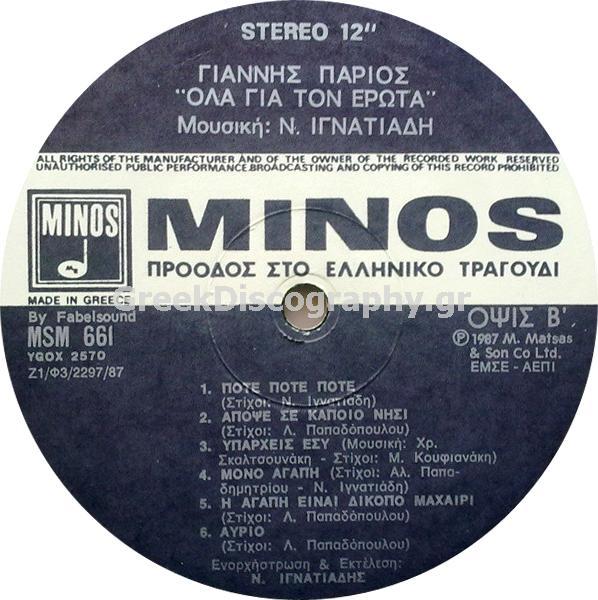 STEREO 12"
ΓΙΑΝΝΗΣ ΠΑΡΙΟΣ
"ΟΛΑ ΓΙΑ ΤΟΝ ΕΡΩΤΑ"
Μουσική: Ν. ΙΓΝΑΤΙΑΔΗ
ALL RIGHTS OF THE MANUFACTURER AND OF THE OWNER OF THE RECORDED WORK RESERVED
UNAUTHORISED PUBLIC PERFORMANCE.BROADCASTING AND COPYING OF THIS RECORD PROHIBITED
MINOS
MINOS
ΠΡΟΟΔΟΣ ΣΤΟ ΕΛΛΗΝΙΚΟ ΤΡΑΓΟΥΔΙ
MADE IN GREECE
GreekDiscography.gr
By Fabelsound
MSM 661
YGOX 2570
Ζ1/Φ3/2297/87
ΟΨΙΣ Β'
Ⓟ1987 M. Matsas
& Son Co Ltd.
ΕΜΣΕ - ΑΕΠΙ
1. ΠΟΤΕ ΠΟΤΕ ΠΟΤΕ
(Στίχοι: Ν. Ιγνατιάδη)
2. ΑΠΟΨΕ ΣΕ ΚΑΠΟΙΟ ΝΗΣΙ
(Στίχοι: Λ. Παπαδόπουλου)
3. ΥΠΑΡΧΕΙΣ ΕΣΥ (Μουσική: Χρ.
Σκαλτσουνάκη - Στίχοι: Μ. Κουφιανάκη)
4. ΜΟΝΟ ΑΓΑΠΗ (Στίχοι: Αλ. Παπα-
δημητρίου - Ν. Ιγνατιάδη)
5. Η ΑΓΑΠΗ ΕΙΝΑΙ ΔΙΚΟΠΟ ΜΑΧΑΙΡΙ
(Στίχοι: Λ. Παπαδόπουλου)
6. ΑΥΡΙΟ
(Στίχοι: Λ. Παπαδόπουλου)
Ενορχήστρωση & Εκτέλεση:
Ν. ΙΓΝΑΤΙΑΔΗΣ